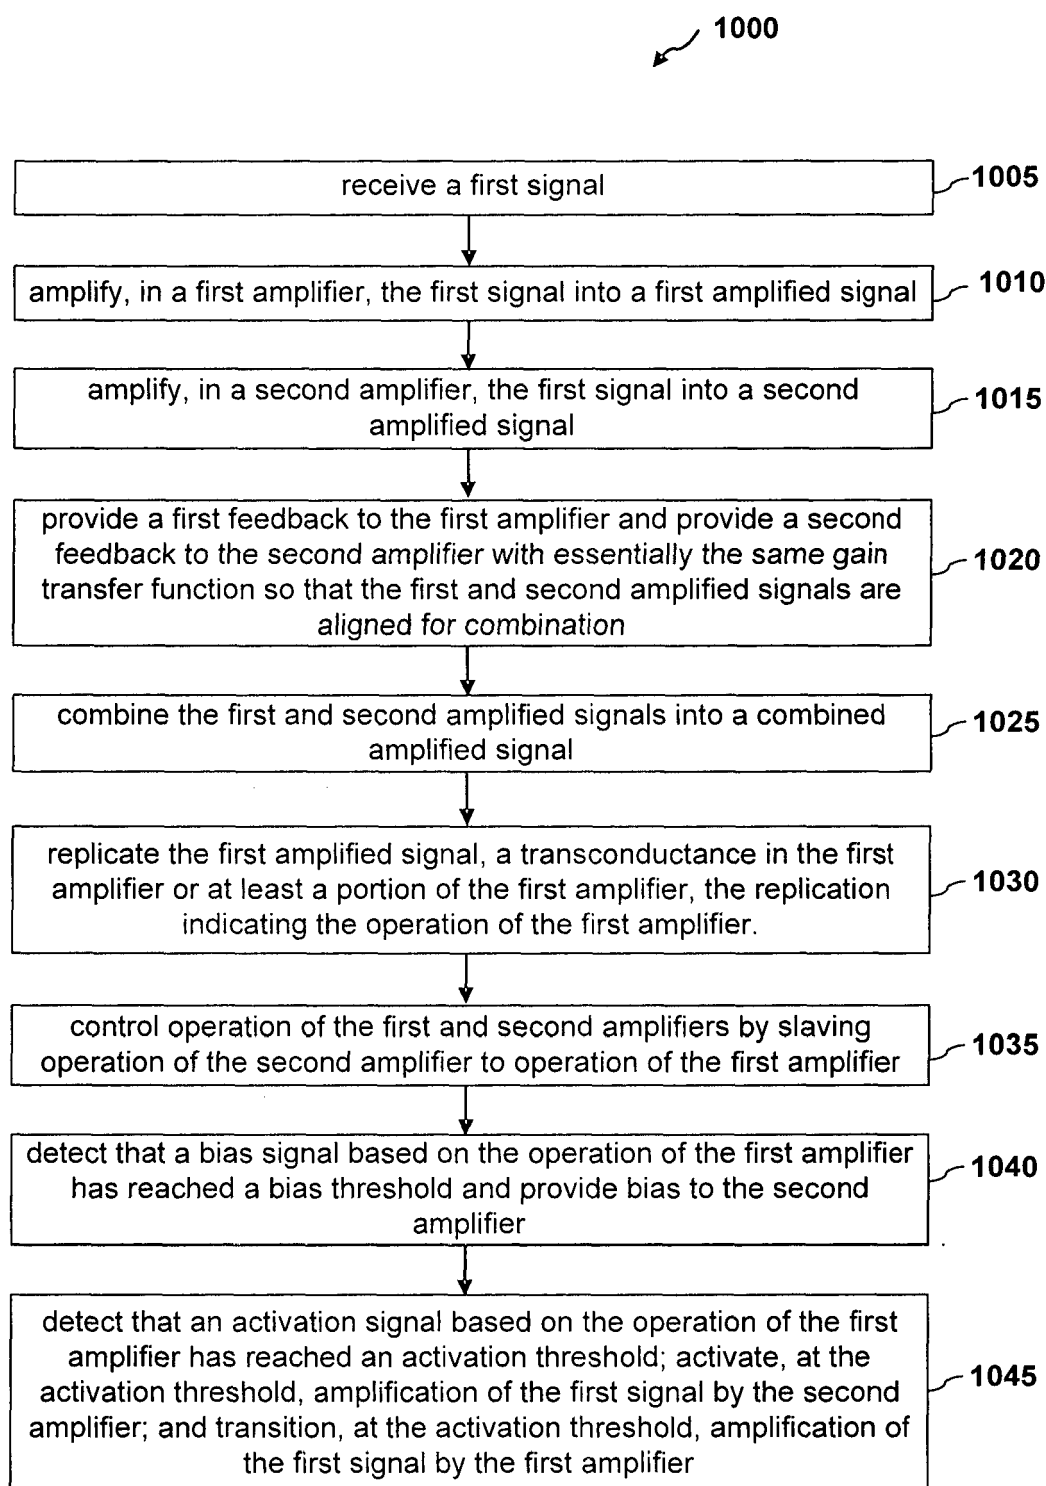 1000
receive a first signal
1005
amplify, in a first amplifier, the first signal into a first amplified signal
1010
amplify, in a second amplifier, the first signal into a second
amplified signal
1015
provide a first feedback to the first amplifier and provide a second
feedback to the second amplifier with essentially the same gain
transfer function so that the first and second amplified signals are
aligned for combination
1020
combine the first and second amplified signals into a combined
amplified signal
1025
replicate the first amplified signal, a transconductance in the first
amplifier or at least a portion of the first amplifier, the replication
indicating the operation of the first amplifier.
1030
control operation of the first and second amplifiers by slaving
operation of the second amplifier to operation of the first amplifier
1035
detect that a bias signal based on the operation of the first amplifier
has reached a bias threshold and provide bias to the second
amplifier
1040
detect that an activation signal based on the operation of the first
amplifier has reached an activation threshold; activate, at the
activation threshold, amplification of the first signal by the second
amplifier; and transition, at the activation threshold, amplification of
the first signal by the first amplifier
1045